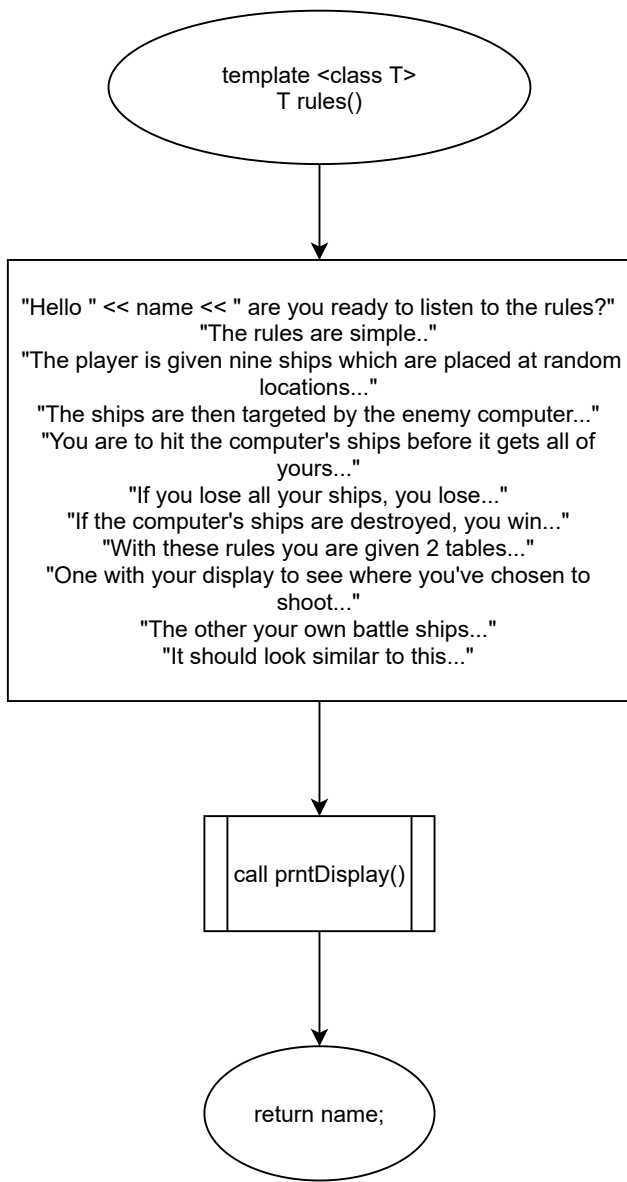 template <class T>
T rules()
"Hello " << name << " are you ready to listen to the rules?"
"The rules are simple.."
"The player is given nine ships which are placed at random
locations..."
"The ships are then targeted by the enemy computer..."
"You are to hit the computer's ships before it gets all of
yours..."
"If you lose all your ships, you lose..."
"If the computer's ships are destroyed, you win..."
"With these rules you are given 2 tables..."
"One with your display to see where you've chosen to
shoot..."
"The other your own battle ships..."
"It should look similar to this..."
call prntDisplay()
return name;